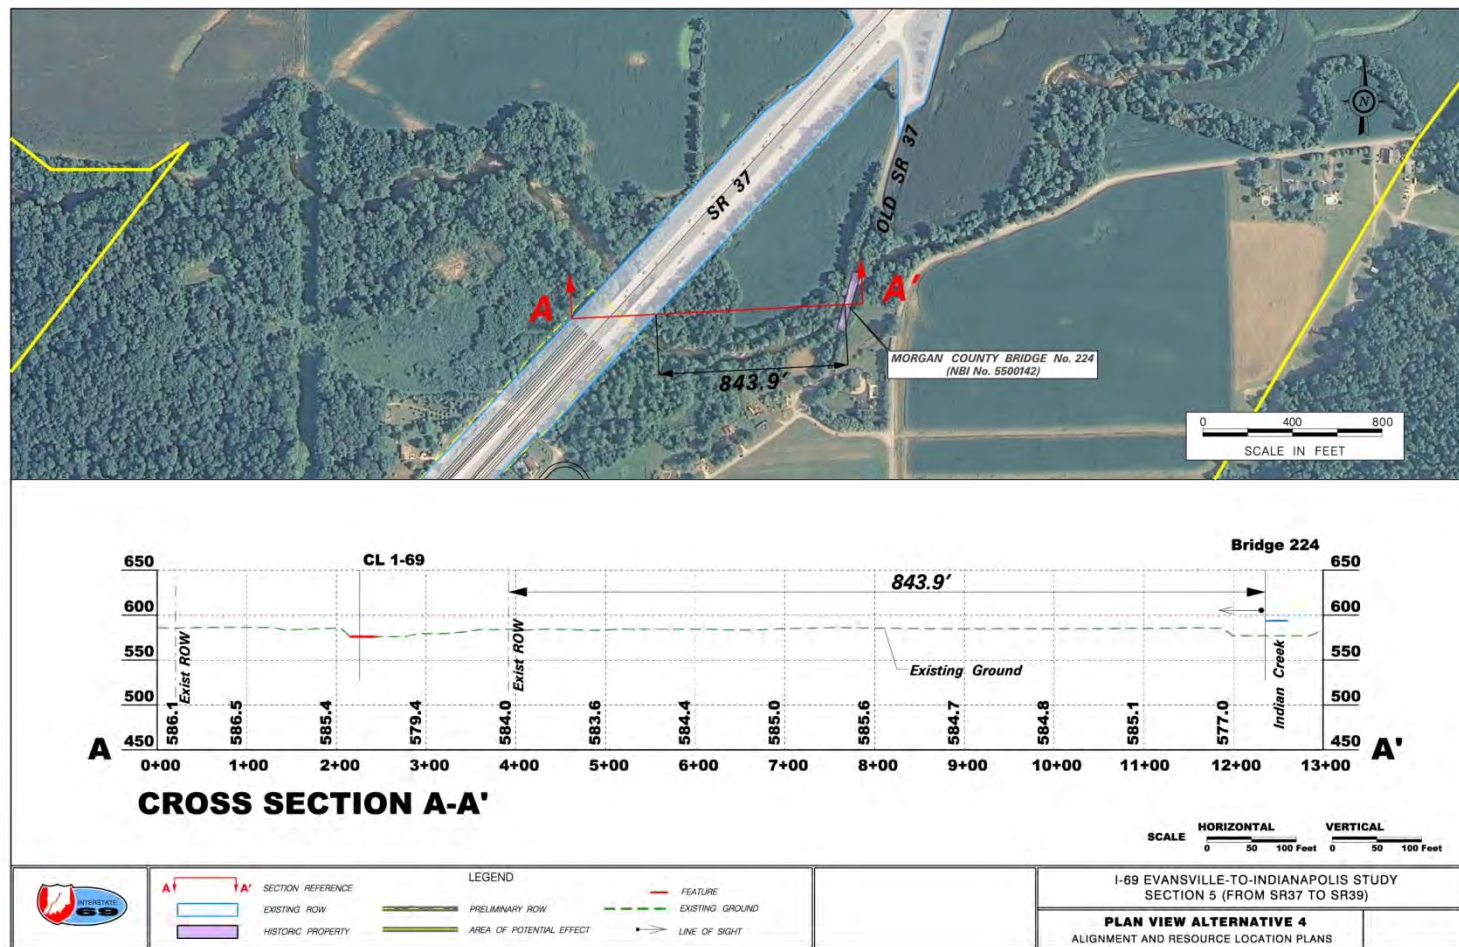 N
SR 37
OLD SR 37
A
A'
843.9'
MORGAN COUNTY BRIDGE No. 224
(NBI No. 5500142)
0 400 800
SCALE IN FEET
CL 1-69
Bridge 224
650
600
550
500
450
650
600
550
500
450
843.9'
Exist ROW
Exist ROW
Existing Ground
Indian Creek
586.1
586.5
585.4
579.4
584.0
583.6
584.4
585.0
585.6
584.7
584.8
585.1
577.0
A
A'
0+00 1+00 2+00 3+00 4+00 5+00 6+00 7+00 8+00 9+00 10+00 11+00 12+00 13+00
CROSS SECTION A-A'
SCALE
HORIZONTAL
0 50 100 Feet
VERTICAL
0 50 100 Feet
INTERSTATE
69
LEGEND
A A' SECTION REFERENCE
EXISTING ROW
HISTORIC PROPERTY
PRELIMINARY ROW
AREA OF POTENTIAL EFFECT
FEATURE
EXISTING GROUND
LINE OF SIGHT
I-69 EVANSVILLE-TO-INDIANAPOLIS STUDY
SECTION 5 (FROM SR37 TO SR39)
PLAN VIEW ALTERNATIVE 4
ALIGNMENT AND RESOURCE LOCATION PLANS